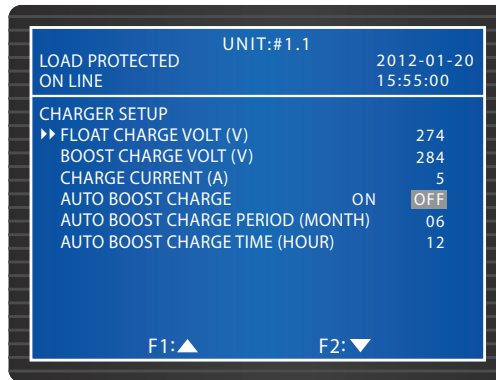 UNIT:#1.1
LOAD PROTECTED 2012-01-20
ON LINE 15:55:00
CHARGER SETUP
FLOAT CHARGE VOLT (V) 274
BOOST CHARGE VOLT (V) 284
CHARGE CURRENT (A) 5
AUTO BOOST CHARGE ON OFF
AUTO BOOST CHARGE PERIOD (MONTH) 06
AUTO BOOST CHARGE TIME (HOUR) 12
F1:▲ F2:▼